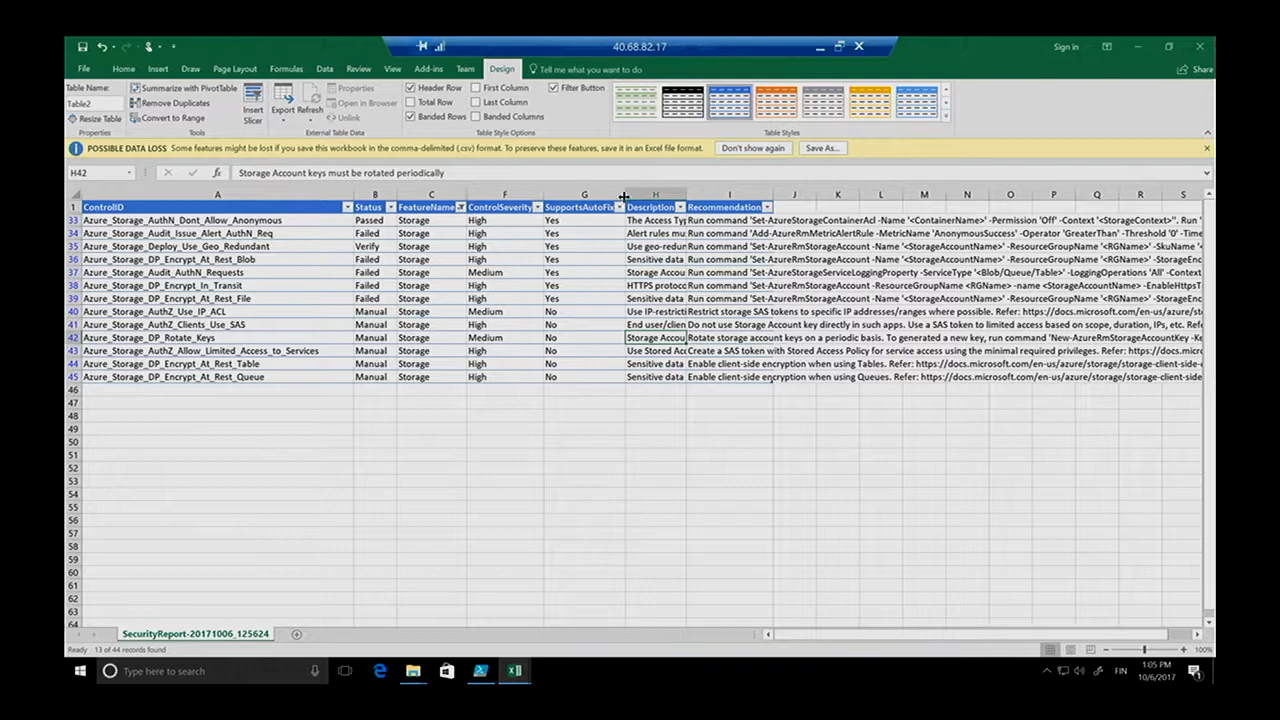 40.68.82.17
Sign in
File Home Insert Draw Page Layout Formulas Data Review View Add-ins Team Design Tell me what you want to do Share
Table Name: Summarize with PivotTable Properties Header Row First Column Filter Button
Table2 Remove Duplicates Insert Slicer Export Refresh Open in Browser Total Row Last Column
Resize Table Convert to Range Unlink Banded Rows Banded Columns
Properties Tools External Table Data Table Style Options Table Styles
POSSIBLE DATA LOSS Some features might be lost if you save this workbook in the comma-delimited (.csv) format. To preserve these features, save it in an Excel file format. Don't show again Save As...
H42 fx Storage Account keys must be rotated periodically
A B C F G H I J K L M N O P Q R S
1 ControlID Status FeatureName ControlSeverity SupportsAutoFix Description Recommendation
33 Azure_Storage_AuthN_Dont_Allow_Anonymous Passed Storage High Yes The Access Typ Run command 'Set-AzureStorageContainerAcl -Name '<ContainerName>' -Permission 'Off' -Context '<StorageContext>''. Run '
34 Azure_Storage_Audit_Issue_Alert_AuthN_Req Failed Storage High Yes Alert rules mu Run command 'Add-AzureRmMetricAlertRule -MetricName 'AnonymousSuccess' -Operator 'GreaterThan' -Threshold '0' -Time
35 Azure_Storage_Deploy_Use_Geo_Redundant Verify Storage High Yes Use geo-redur Run command 'Set-AzureRmStorageAccount -Name '<StorageAccountName>' -ResourceGroupName '<RGName>' -SkuName '<
36 Azure_Storage_DP_Encrypt_At_Rest_Blob Failed Storage High Yes Sensitive data Run command 'Set-AzureRmStorageAccount -Name '<StorageAccountName>' -ResourceGroupName '<RGName>' -StorageEnc
37 Azure_Storage_Audit_AuthN_Requests Failed Storage Medium Yes Storage Accou Run command 'Set-AzureStorageServiceLoggingProperty -ServiceType '<Blob/Queue/Table>' -LoggingOperations 'All' -Context
38 Azure_Storage_DP_Encrypt_In_Transit Failed Storage High Yes HTTPS protocc Run command 'Set-AzureRmStorageAccount -ResourceGroupName <RGName> -name <StorageAccountName> -EnableHttpsT
39 Azure_Storage_DP_Encrypt_At_Rest_File Failed Storage High Yes Sensitive data Run command 'Set-AzureRmStorageAccount -Name '<StorageAccountName>' -ResourceGroupName '<RGName>' -StorageEnc
40 Azure_Storage_AuthZ_Use_IP_ACL Manual Storage Medium No Use IP-restricti Restrict storage SAS tokens to specific IP addresses/ranges where possible. Refer: https://docs.microsoft.com/en-us/azure/sto
41 Azure_Storage_AuthZ_Clients_Use_SAS Manual Storage High No End user/clien Do not use Storage Account key directly in such apps. Use a SAS token to limited access based on scope, duration, IPs, etc. Ref
42 Azure_Storage_DP_Rotate_Keys Manual Storage Medium No Storage Accou Rotate storage account keys on a periodic basis. To generated a new key, run command 'New-AzureRmStorageAccountKey -Ke
43 Azure_Storage_AuthZ_Allow_Limited_Access_to_Services Manual Storage High No Use Stored Acc Create a SAS token with Stored Access Policy for service access using the minimal required privileges. Refer: https://docs.micr
44 Azure_Storage_DP_Encrypt_At_Rest_Table Manual Storage High No Sensitive data Enable client-side encryption when using Tables. Refer: https://docs.microsoft.com/en-us/azure/storage/storage-client-side-e
45 Azure_Storage_DP_Encrypt_At_Rest_Queue Manual Storage High No Sensitive data Enable client-side encryption when using Queues. Refer: https://docs.microsoft.com/en-us/azure/storage/storage-client-side
46
47
48
49
50
51
52
53
54
55
56
57
58
59
60
61
62
63
64
SecurityReport-20171006_125624
Ready 13 of 44 records found 100%
Type here to search FIN 1:05 PM
10/6/2017